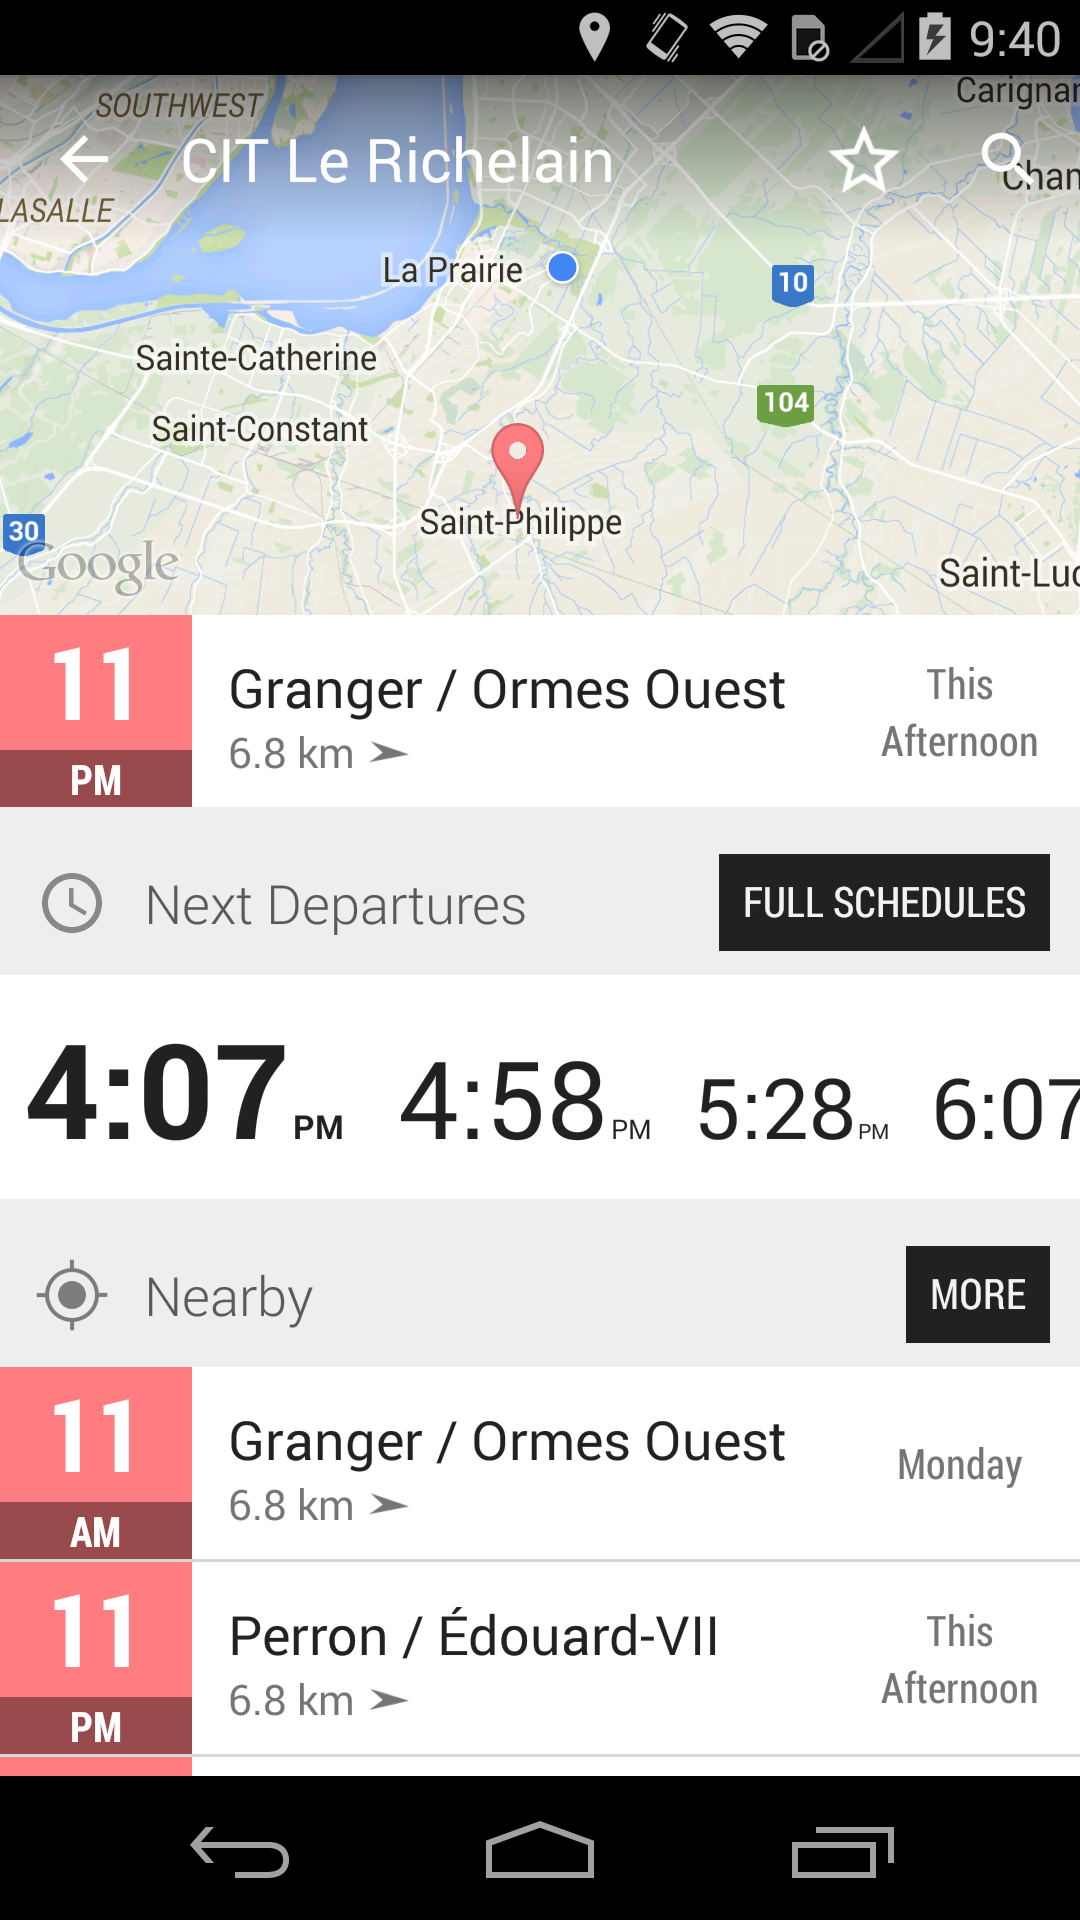 9:40
SOUTHWEST
Carignan
CIT Le Richelain
Chan
LASALLE
La Prairie
10
Sainte-Catherine
104
Saint-Constant
Saint-Philippe
30
Google
Saint-Luc
11
PM
Granger / Ormes Ouest
6.8 km
This
Afternoon
Next Departures
FULL SCHEDULES
4:07 PM 4:58 PM 5:28 PM 6:07
Nearby
MORE
11
AM
Granger / Ormes Ouest
6.8 km
Monday
11
PM
Perron / Édouard-VII
6.8 km
This
Afternoon